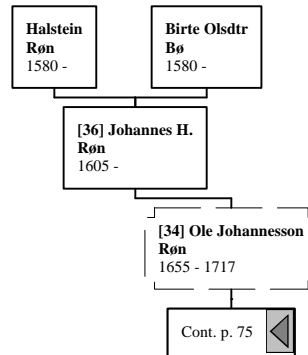 Halstein
Røn
1580 -
Birte Olsdtr
Bø
1580 -
[36] Johannes H.
Røn
1605 -
[34] Ole Johannesson
Røn
1655 - 1717
Cont. p. 75